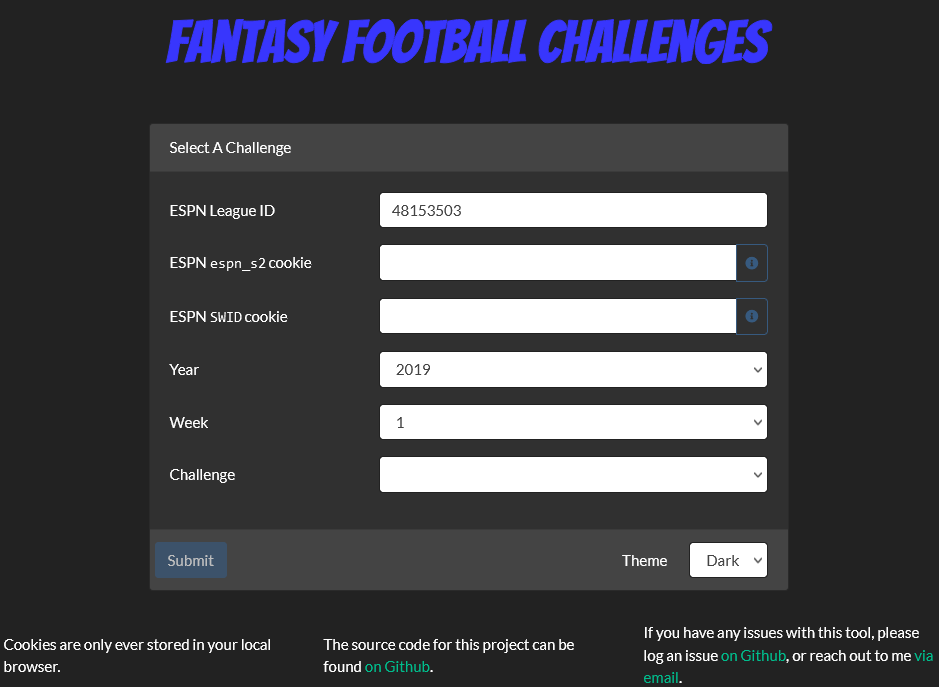 FANTASY FOOTBALL CHALLENGES
Select A Challenge
ESPN League ID
48153503
ESPN espn_s2 cookie
ESPN SWID cookie
Year
2019
Week
1
Challenge
Submit
Theme
Dark
Cookies are only ever stored in your local
browser.
The source code for this project can be
found on Github.
If you have any issues with this tool, please
log an issue on Github, or reach out to me via
email.